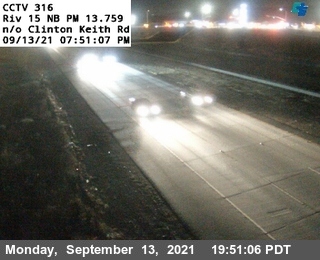 CCTV 316
Riv 15 NB PM 13.759
n/o Clinton Keith Rd
09/13/21 07:51:07 PM
Monday, September 13, 2021 19:51:06 PDT